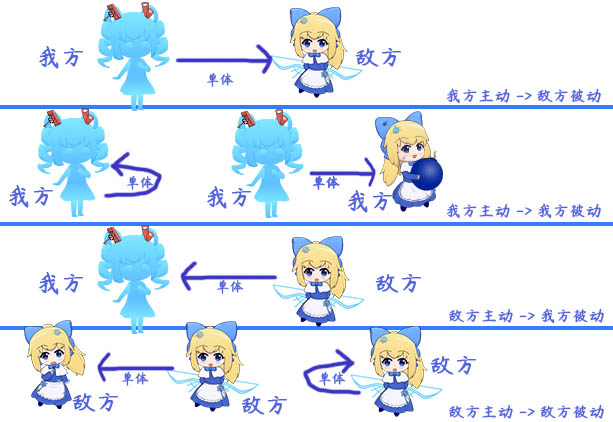 我方 单体 敌方
我方主动 -> 敌方被动
我方 单体 我方 单体 我方
我方主动 -> 我方被动
我方 单体 敌方
敌方主动 -> 我方被动
敌方 单体 敌方 单体 敌方
敌方主动 -> 敌方被动